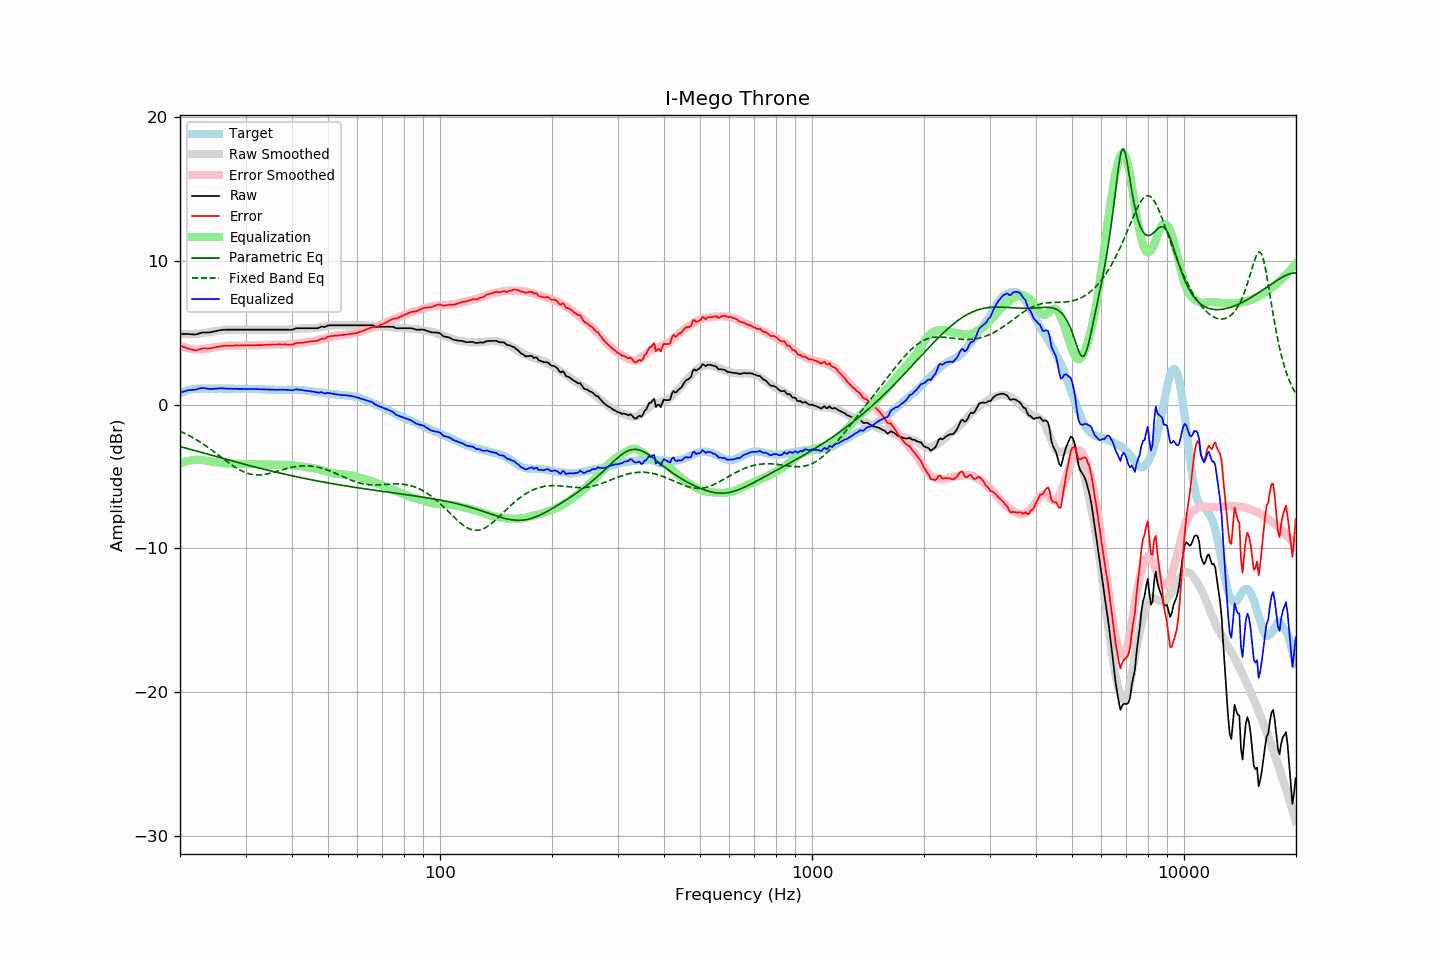 I-Mego Throne
20
10
0
−10
−20
−30
Amplitude (dBr)
Target
Raw Smoothed
Error Smoothed
Raw
Error
Equalization
Parametric Eq
Fixed Band Eq
Equalized
100
1000
10000
Frequency (Hz)